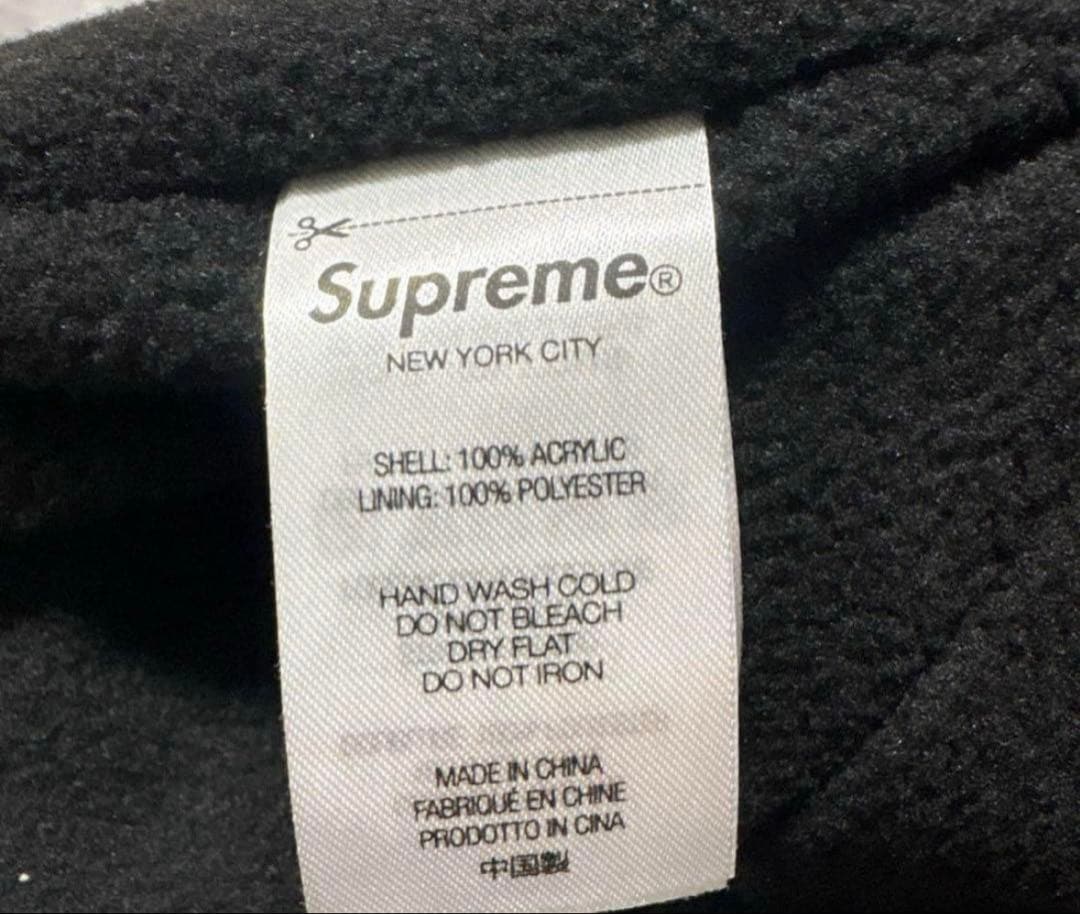 Supreme®
NEW YORK CITY
SHELL: 100% ACRYLIC
LINING: 100% POLYESTER
HAND WASH COLD
DO NOT BLEACH
DRY FLAT
DO NOT IRON
MADE IN CHINA
FABRIQUÉ EN CHINE
PRODOTTO IN CINA
中国製